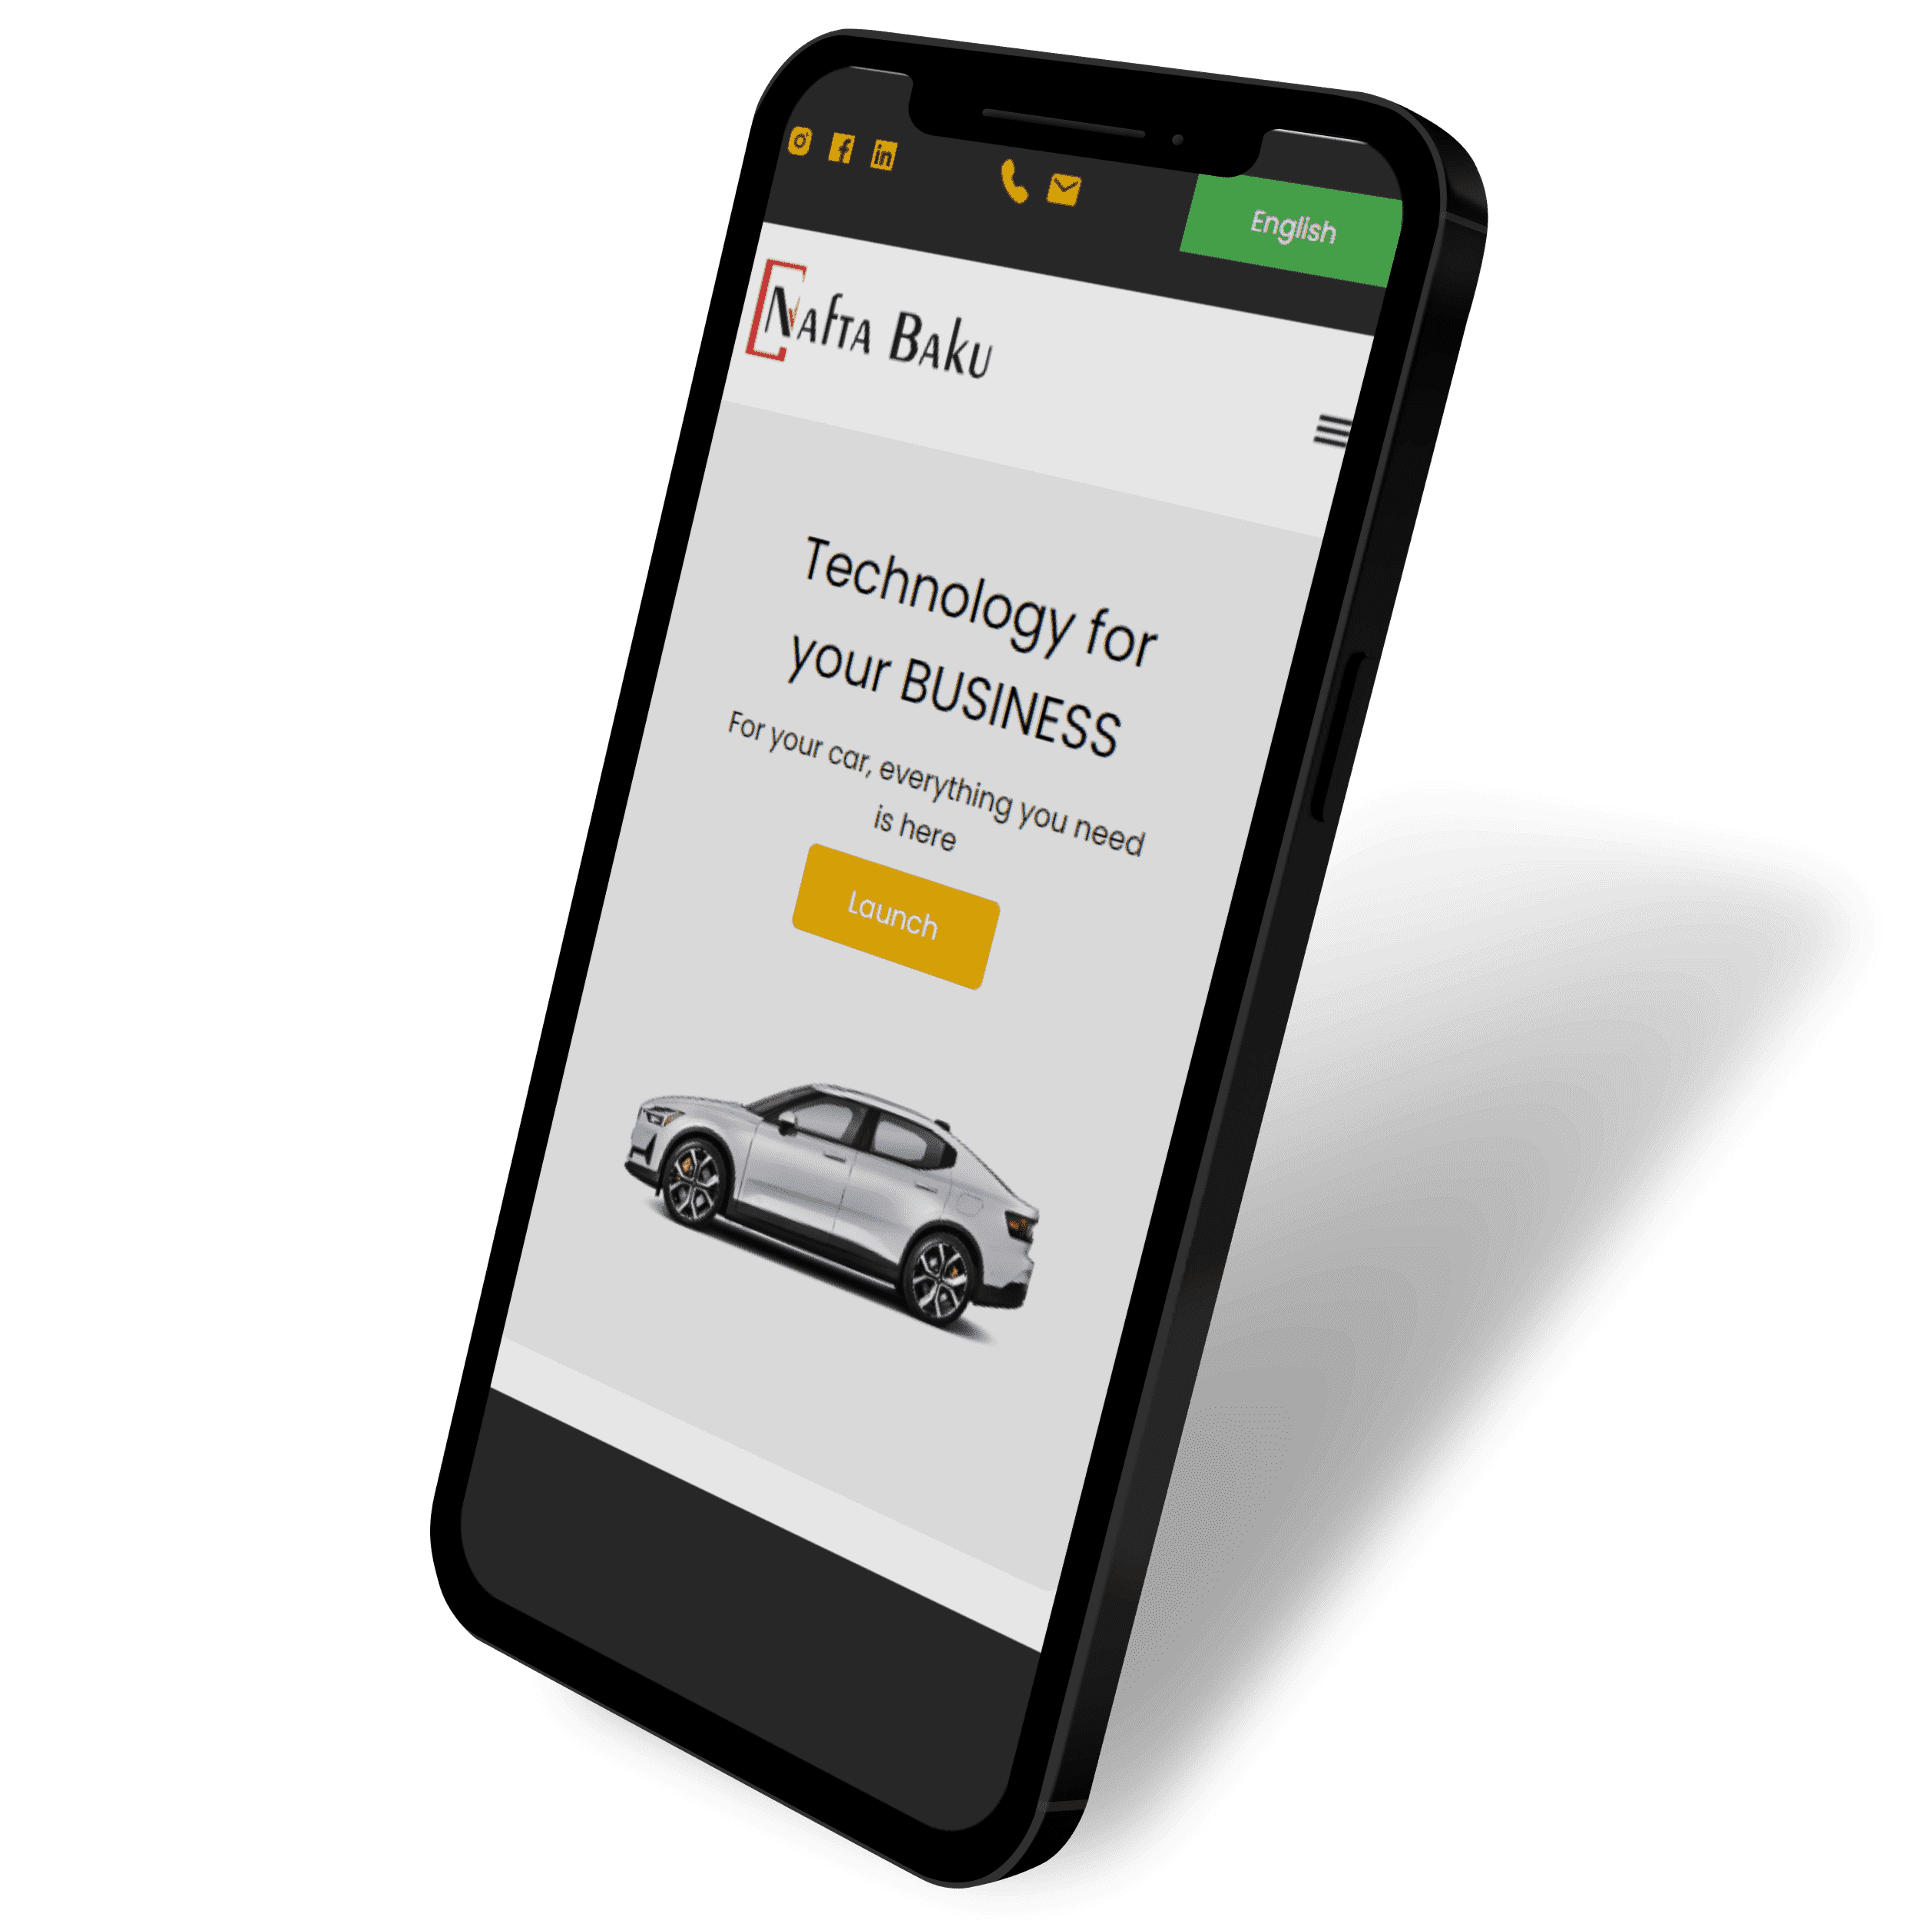 English
Nafta Baku
Technology for
your BUSINESS
For your car, everything you need
is here
Launch